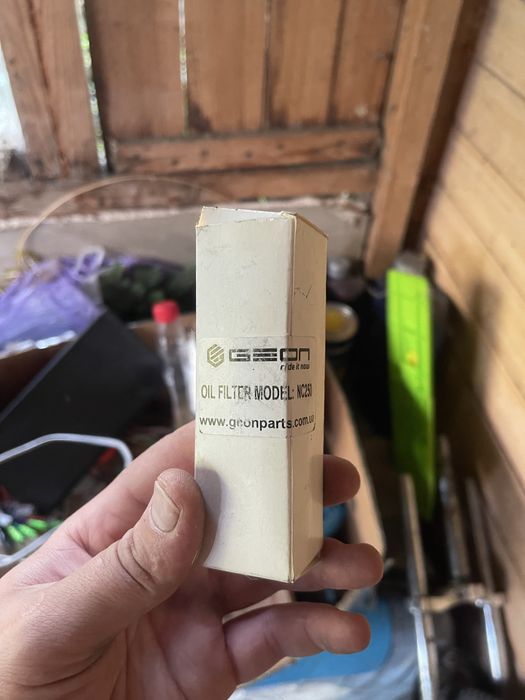 GEON
ride it now
OIL FILTER MODEL: NC250
www.geonparts.com.ua